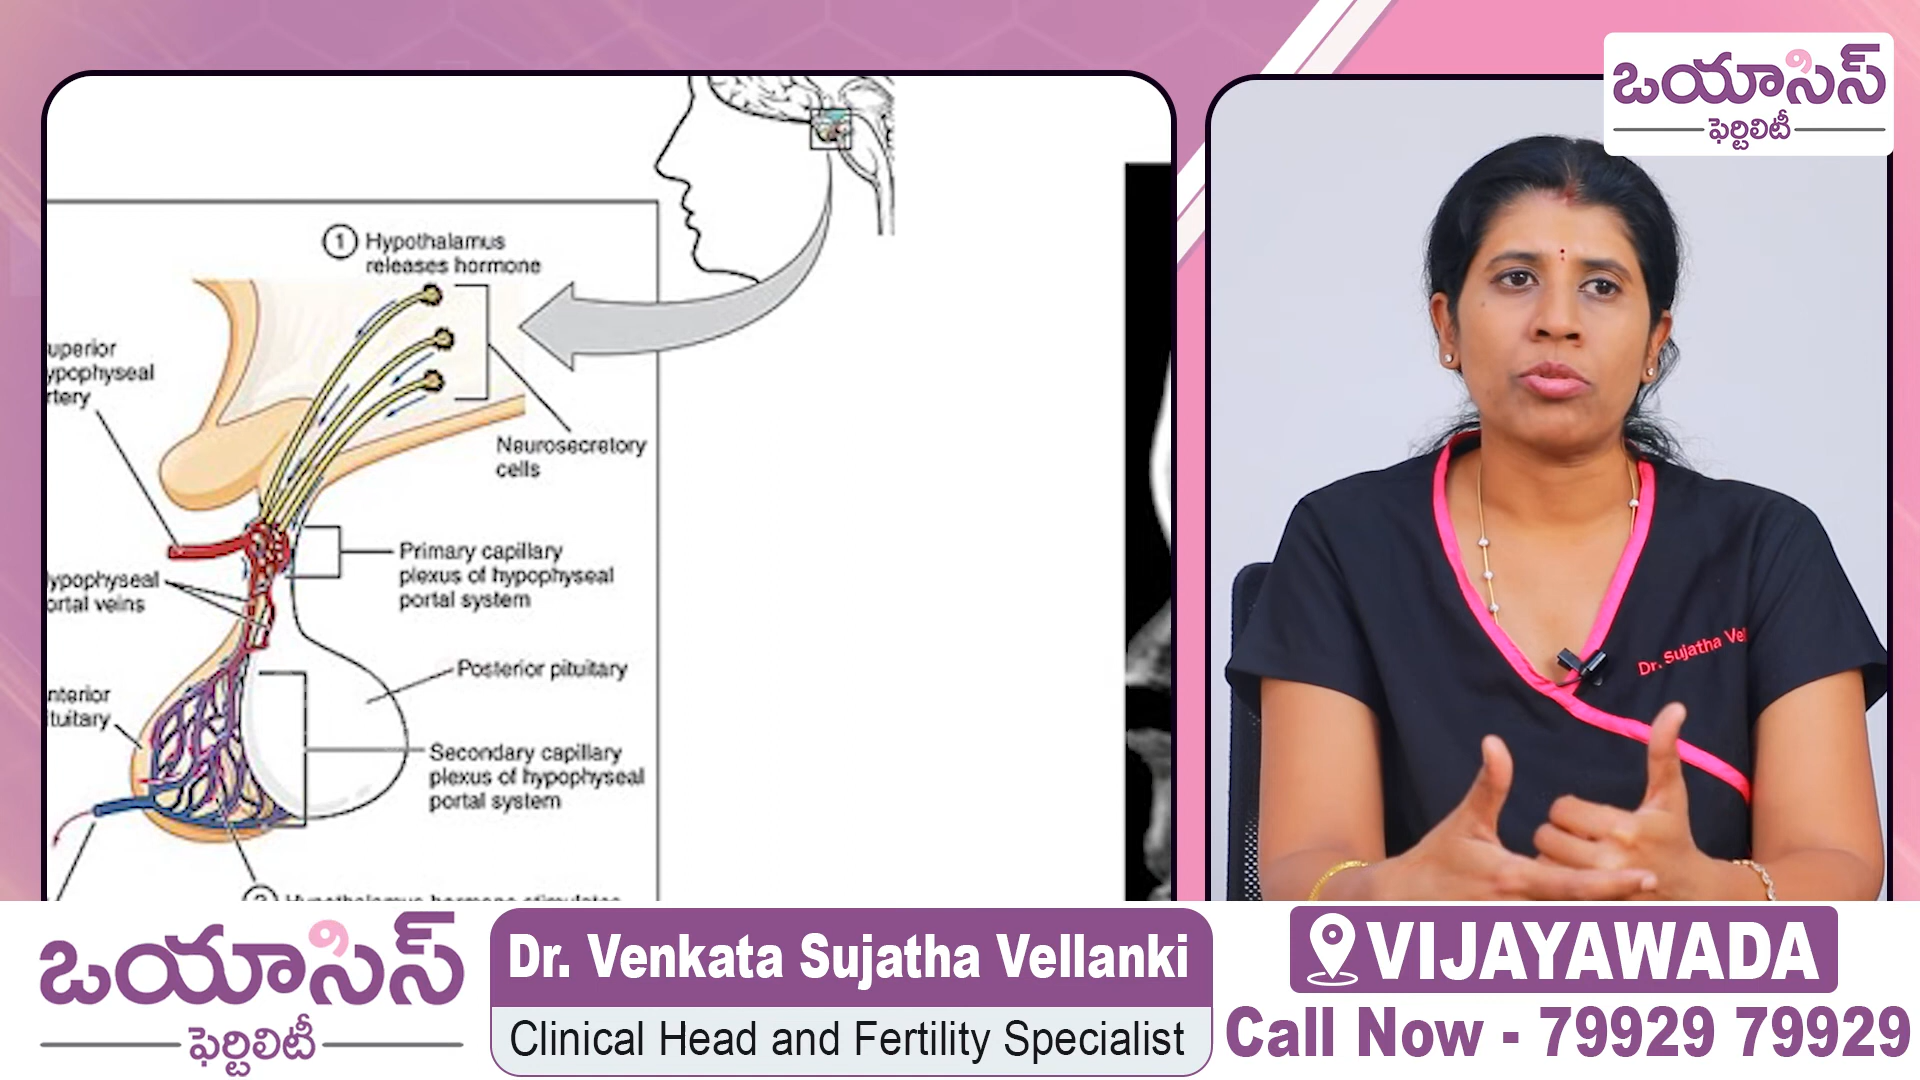 ఒయాసిస్
ఫెర్టిలిటీ
1 Hypothalamus
releases hormone
uperior
ypophyseal
rtery
Neurosecretory
cells
Primary capillary
plexus of hypophyseal
portal system
ypophyseal
ortal veins
Posterior pituitary
nterior
tuitary
Secondary capillary
plexus of hypophyseal
portal system
Dr. Sujatha Vel
ఒయాసిస్
ఫెర్టిలిటీ
Dr. Venkata Sujatha Vellanki
Clinical Head and Fertility Specialist
VIJAYAWADA
Call Now - 79929 79929